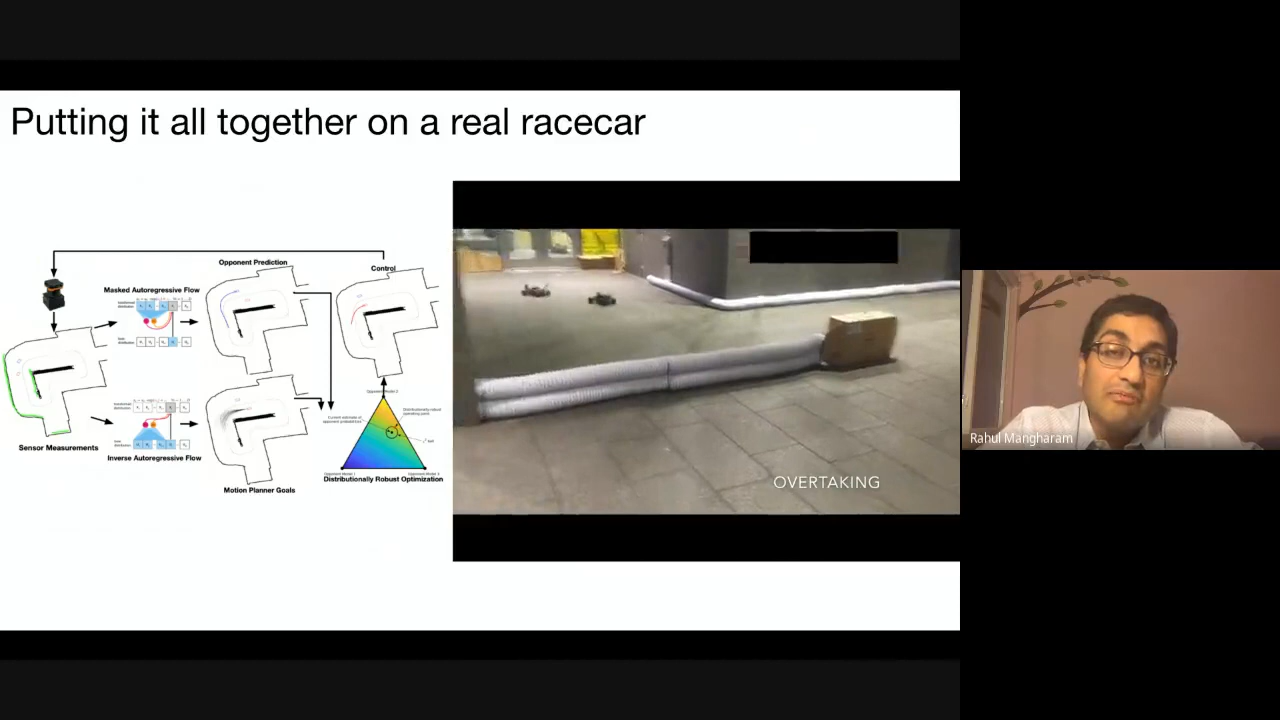 Putting it all together on a real racecar
Opponent Prediction
Control
Masked Autoregressive Flow
Sensor Measurements
Inverse Autoregressive Flow
Motion Planner Goals
Distributionally Robust Optimization
OVERTAKING
Rahul Mangharam